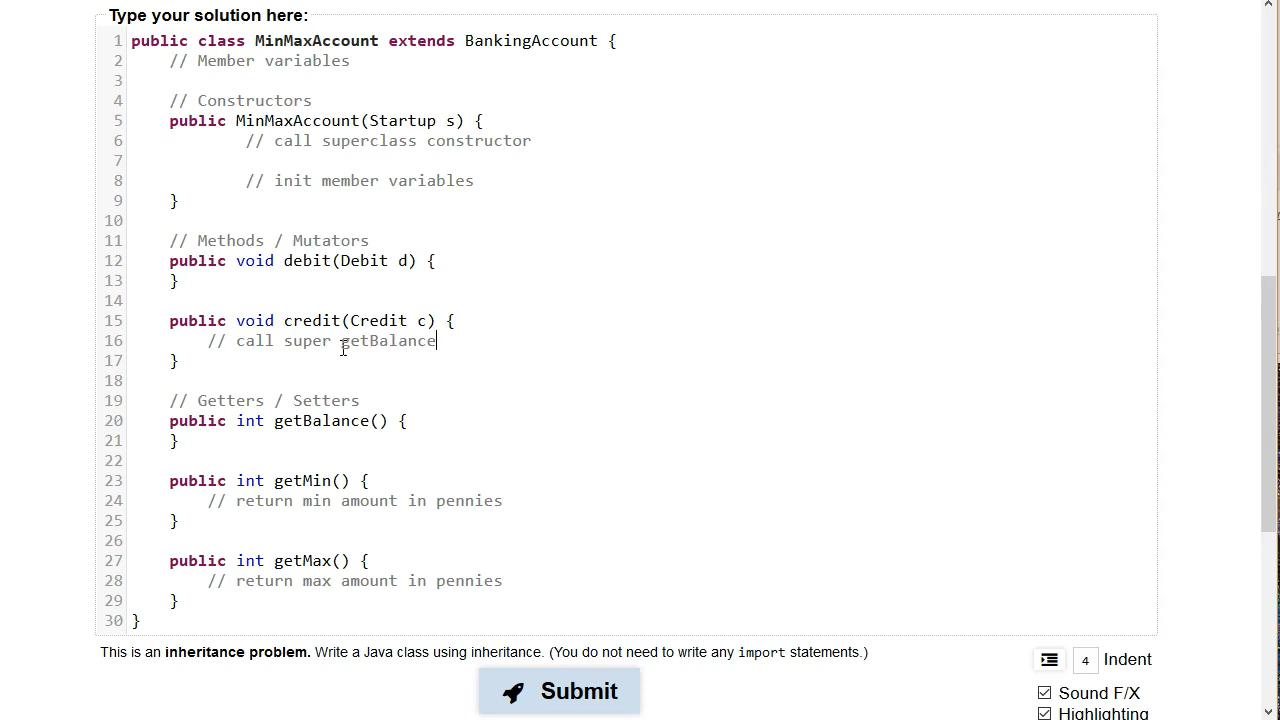 Type your solution here:
1 public class MinMaxAccount extends BankingAccount {
2 // Member variables
3
4 // Constructors
5 public MinMaxAccount(Startup s) {
6 // call superclass constructor
7
8 // init member variables
9 }
10
11 // Methods / Mutators
12 public void debit(Debit d) {
13 }
14
15 public void credit(Credit c) {
16 // call super getBalance
17 }
18
19 // Getters / Setters
20 public int getBalance() {
21 }
22
23 public int getMin() {
24 // return min amount in pennies
25 }
26
27 public int getMax() {
28 // return max amount in pennies
29 }
30 }
This is an inheritance problem. Write a Java class using inheritance. (You do not need to write any import statements.)
4 Indent
Submit
Sound F/X
Highlighting